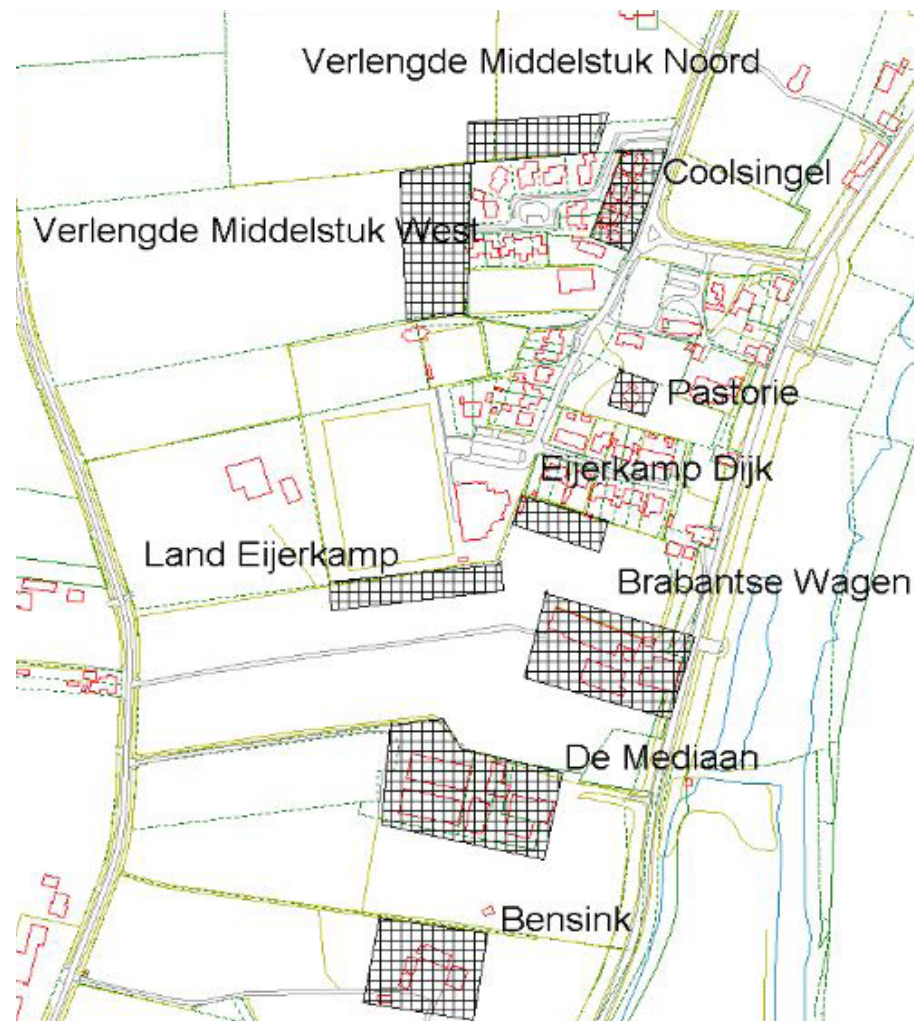 Verlengde Middelstuk Noord
Coolsingel
Verlengde Middelstuk West
Pastorie
Eijerkamp Dijk
Land Eijerkamp
Brabantse Wagen
De Mediaan
Bensink